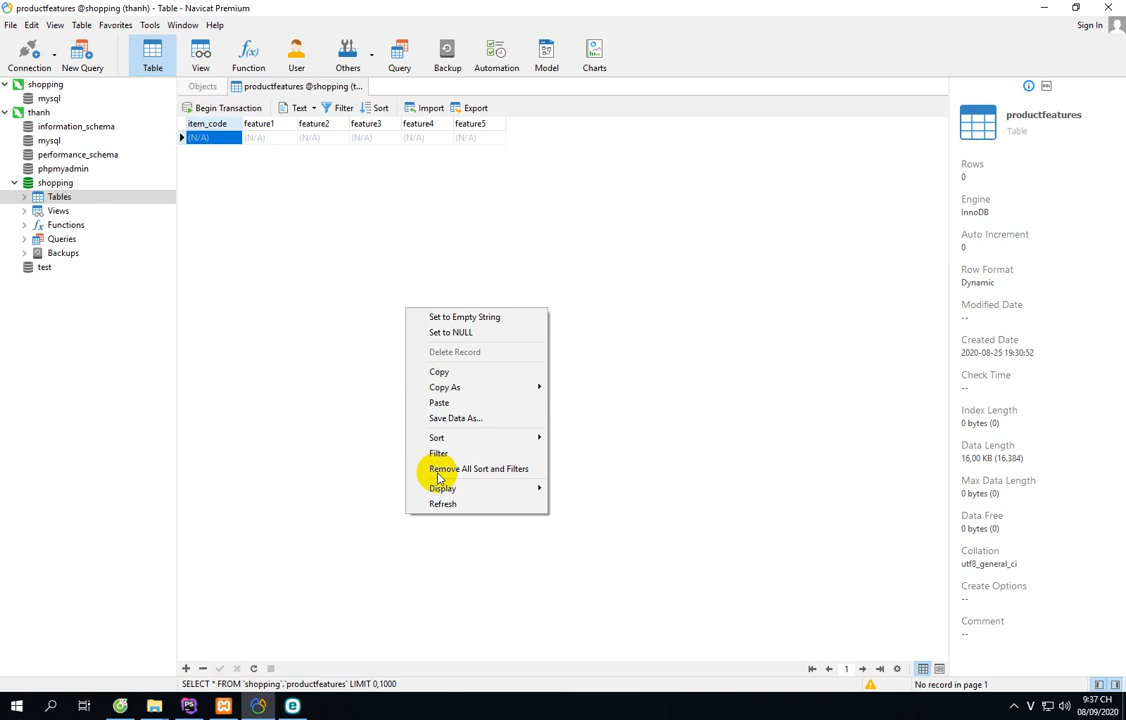 productfeatures @shopping (thanh) - Table - Navicat Premium
File Edit View Table Favorites Tools Window Help
Sign In
Connection New Query Table View Function User Others Query Backup Automation Model Charts
shopping
mysql
thanh
information_schema
mysql
performance_schema
phpmyadmin
shopping
Tables
Views
Functions
Queries
Backups
test
Objects productfeatures @shopping (t...
Begin Transaction Text Filter Sort Import Export
item_code feature1 feature2 feature3 feature4 feature5
(N/A) (N/A) (N/A) (N/A) (N/A) (N/A)
Set to Empty String
Set to NULL
Delete Record
Copy
Copy As
Paste
Save Data As...
Sort
Filter
Remove All Sort and Filters
Display
Refresh
productfeatures
Table
Rows
0
Engine
InnoDB
Auto Increment
0
Row Format
Dynamic
Modified Date
--
Created Date
2020-08-25 19:30:52
Check Time
--
Index Length
0 bytes (0)
Data Length
16,00 KB (16.384)
Max Data Length
0 bytes (0)
Data Free
0 bytes (0)
Collation
utf8_general_ci
Create Options
--
Comment
--
1
SELECT * FROM `shopping`.`productfeatures` LIMIT 0,1000
No record in page 1
9:37 CH
08/09/2020